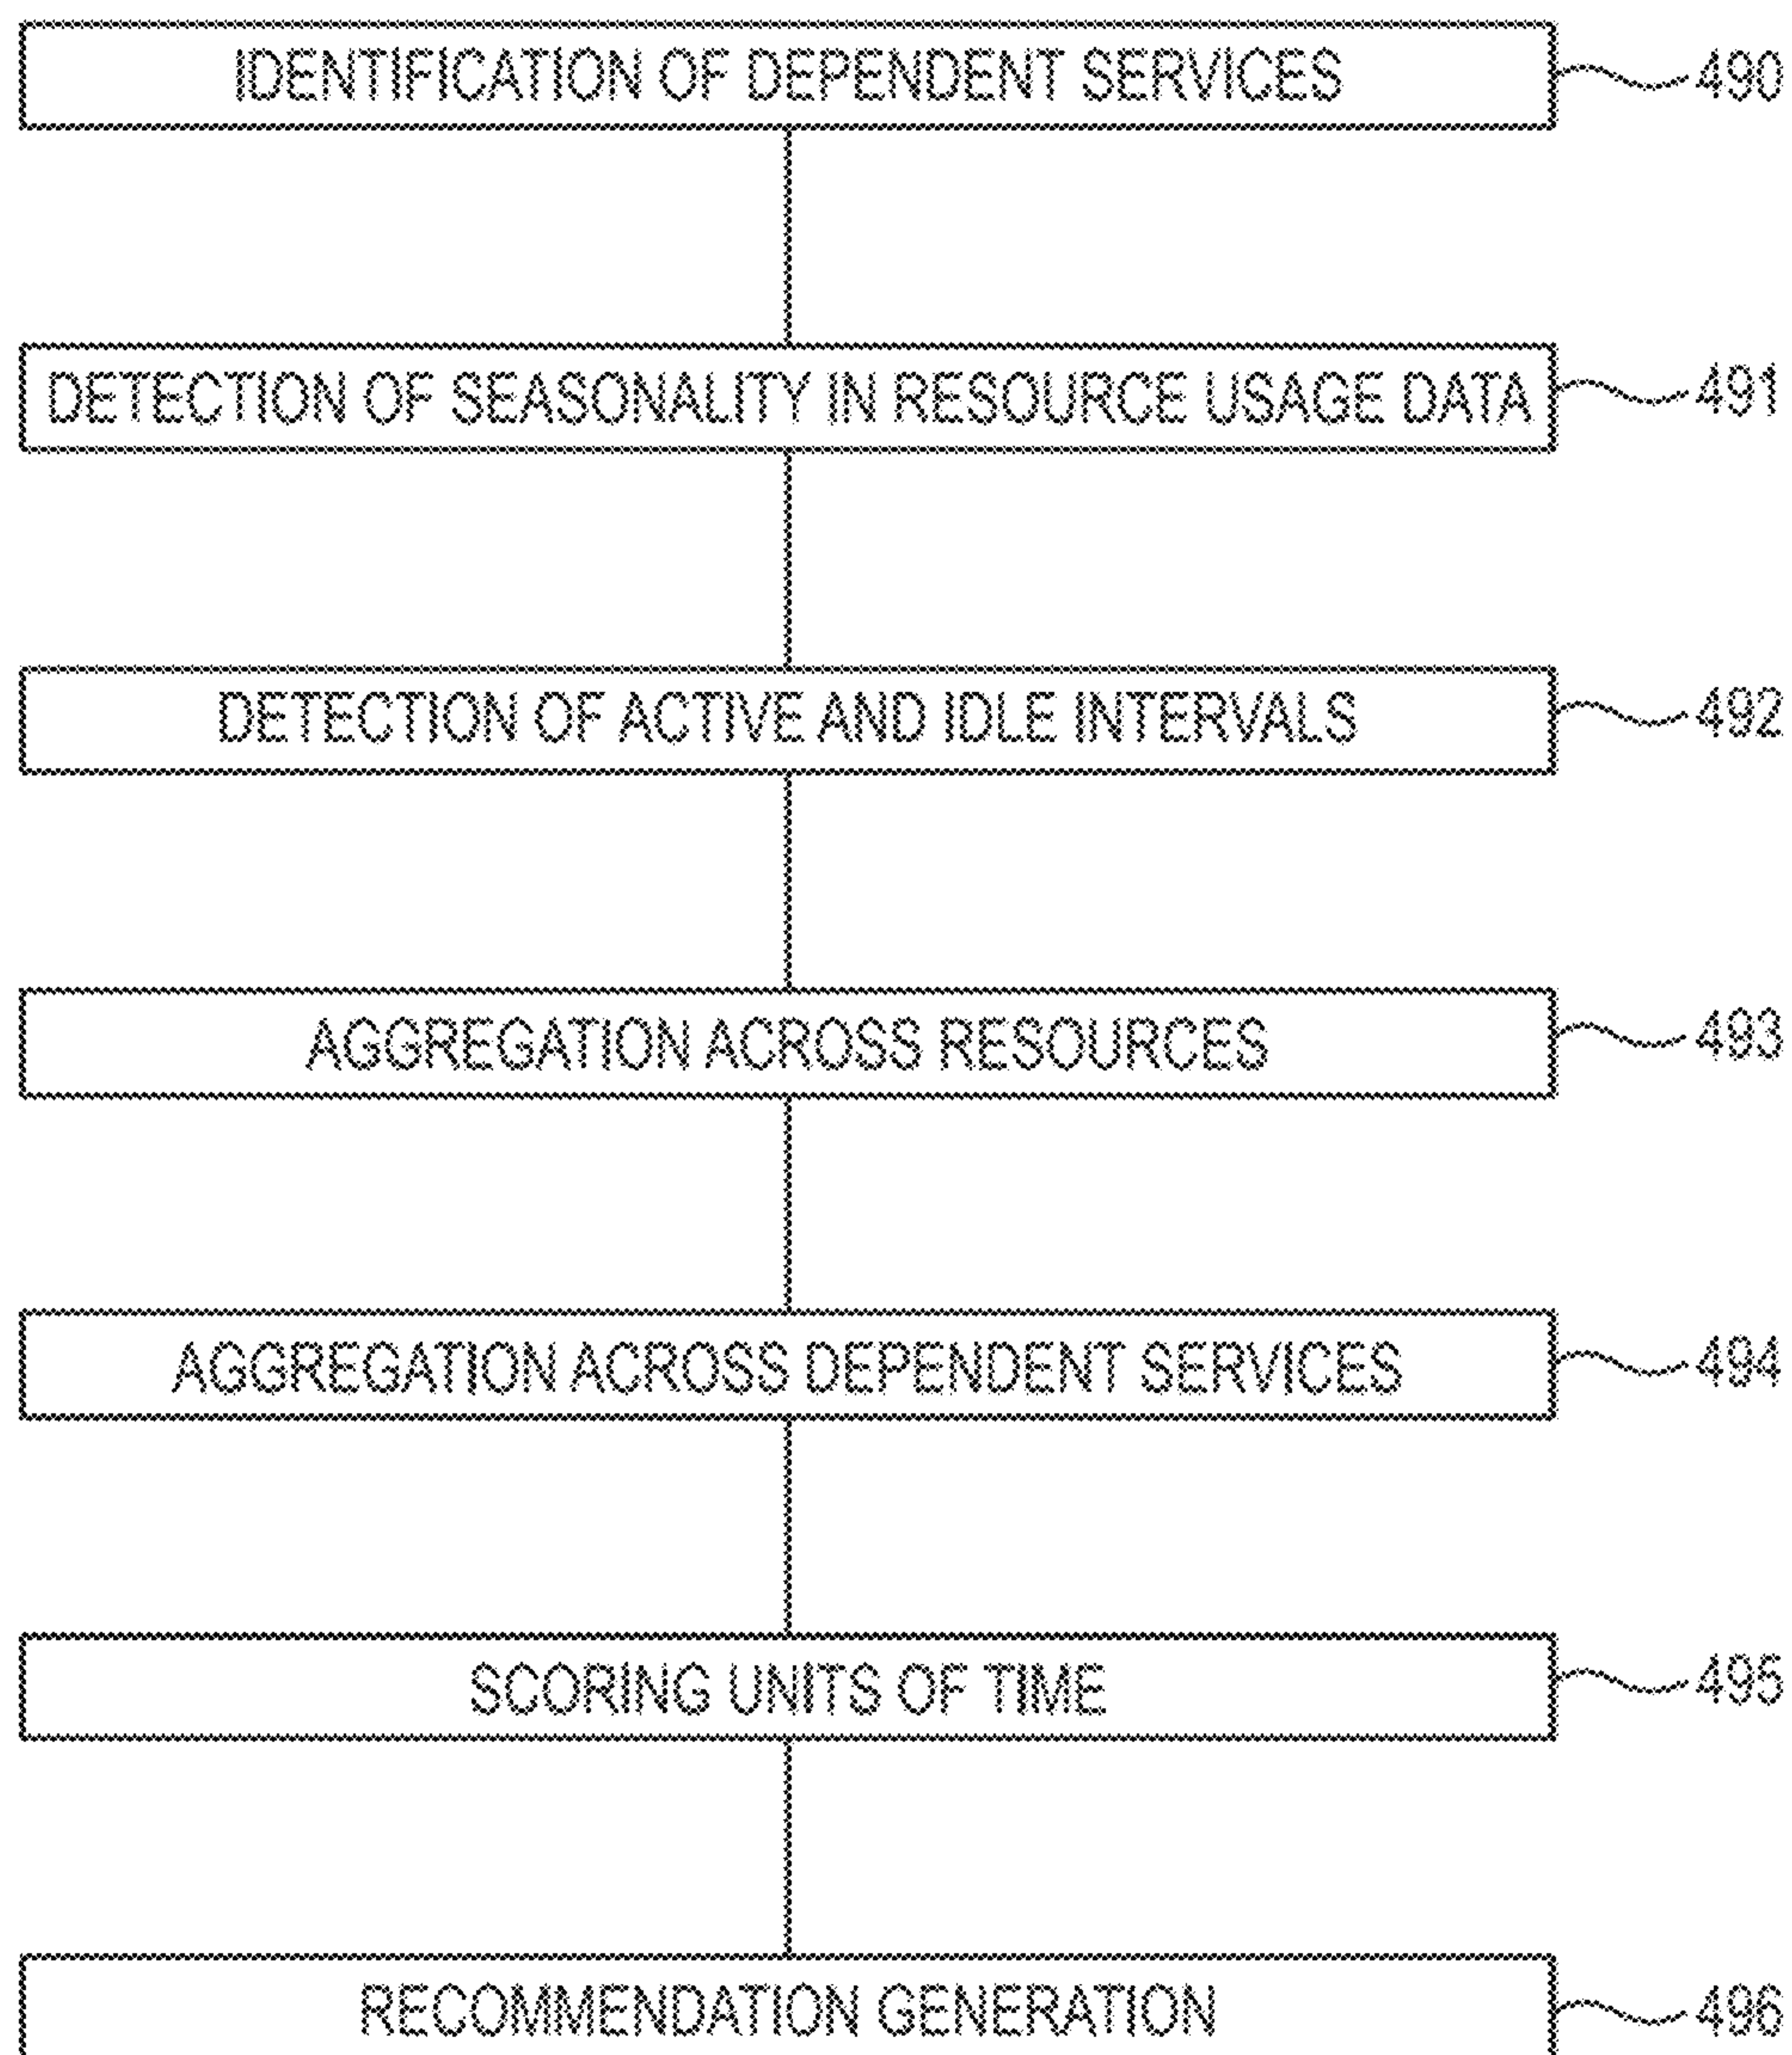 IDENTIFICATION OF DEPENDENT SERVICES 490
DETECTION OF SEASONALITY IN RESOURCE USAGE DATA 491
DETECTION OF ACTIVE AND IDLE INTERVALS 492
AGGREGATION ACROSS RESOURCES 493
AGGREGATION ACROSS DEPENDENT SERVICES 494
SCORING UNITS OF TIME 495
RECOMMENDATION GENERATION 496